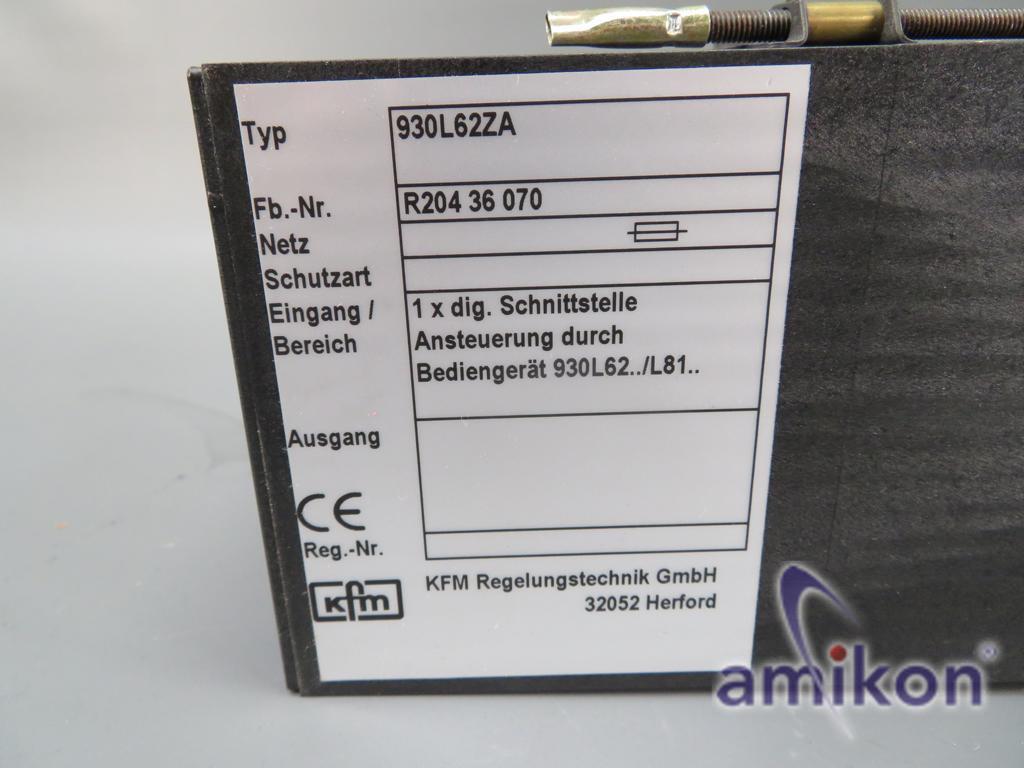 Typ 930L62ZA
Fb.-Nr. R204 36 070
Netz
Schutzart
Eingang / 1 x dig. Schnittstelle
Bereich Ansteuerung durch
Bediengerät 930L62../L81..
Ausgang
CE
Reg.-Nr.
kfm KFM Regelungstechnik GmbH
32052 Herford
amikon